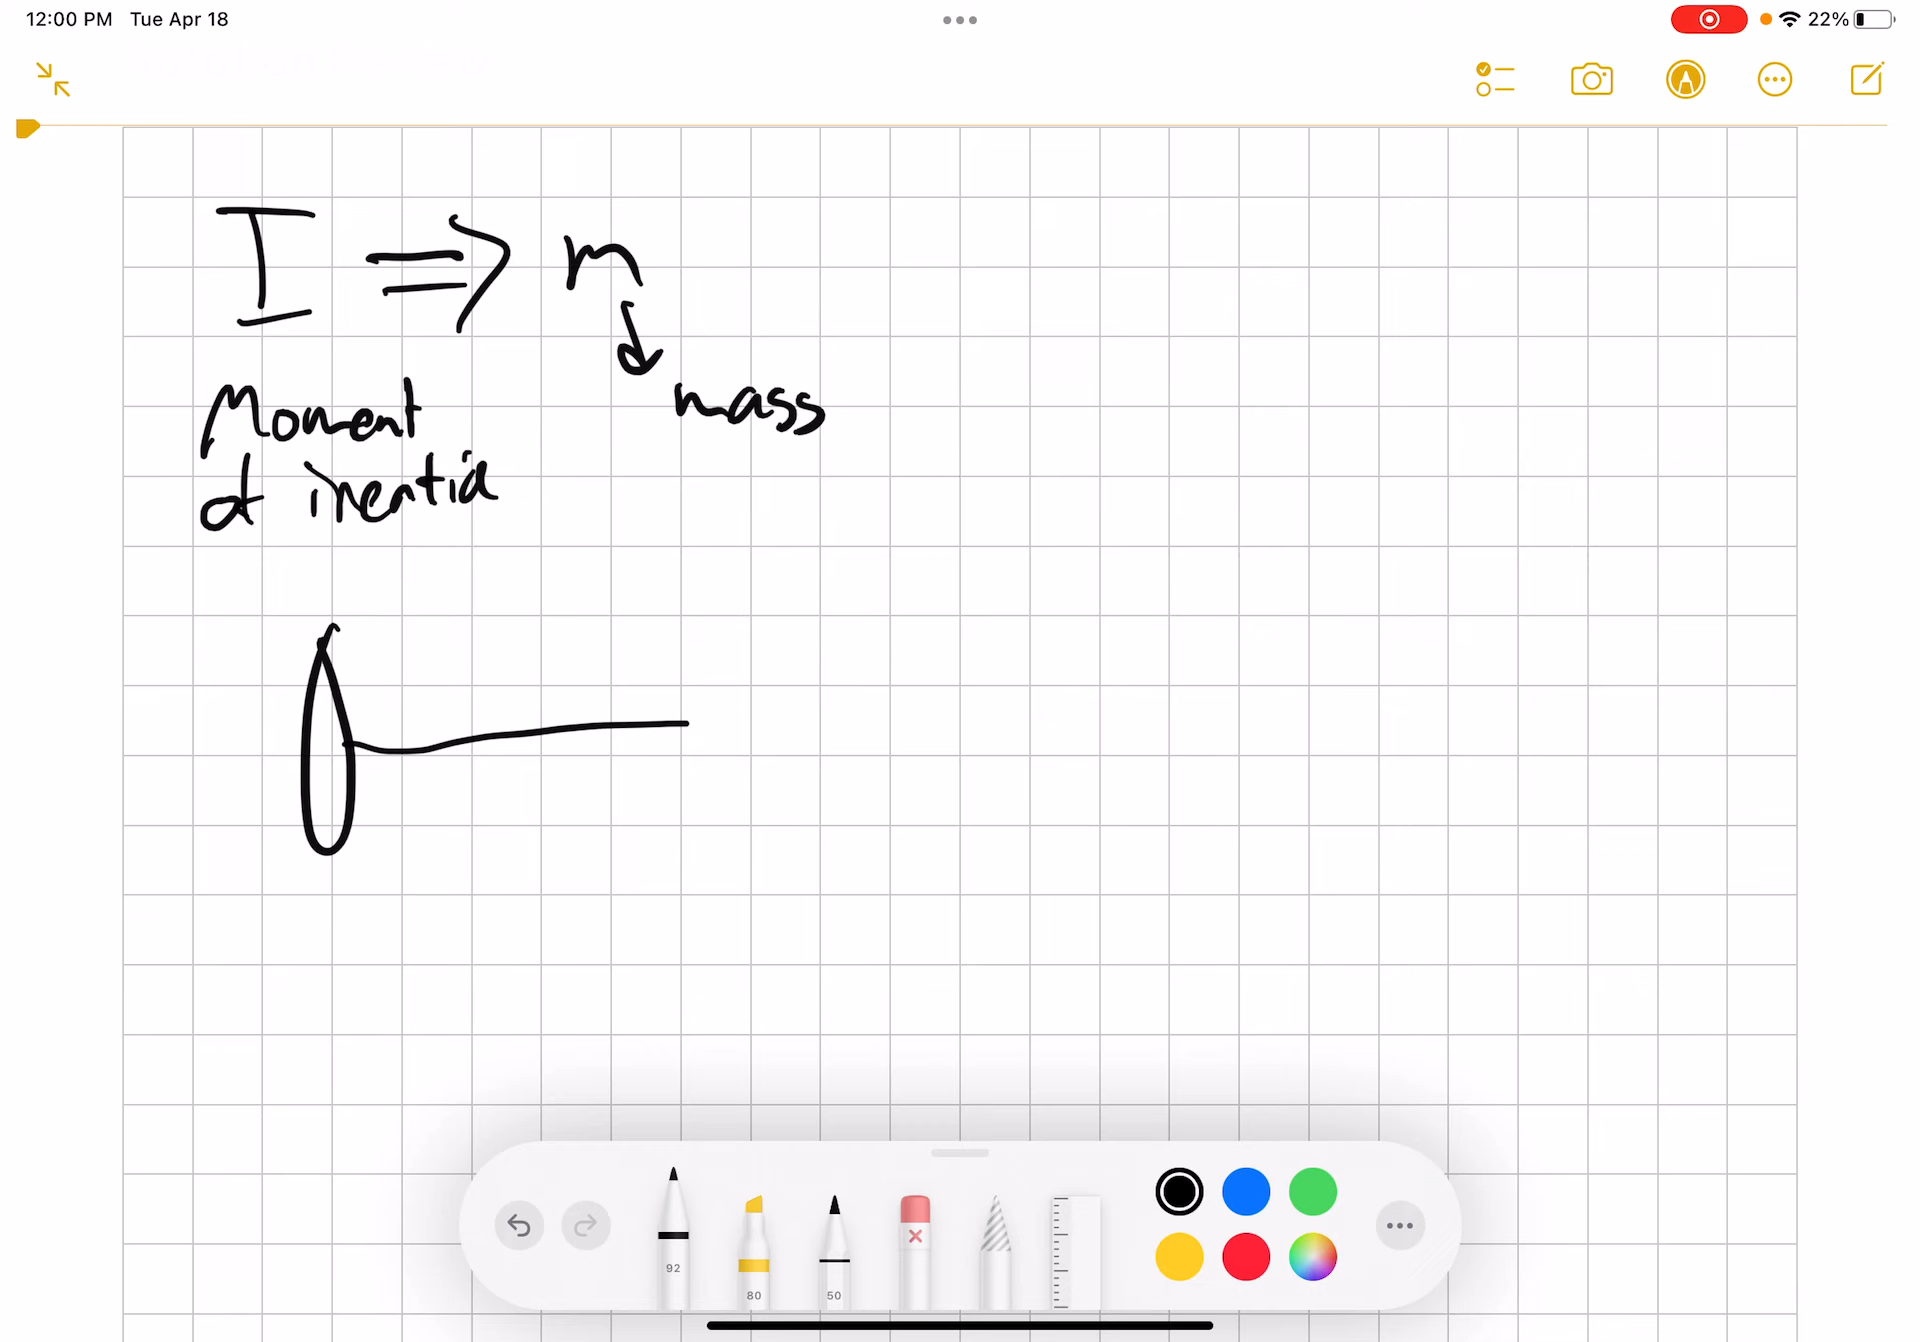 12:00 PM Tue Apr 18
22%
I => m
mass
Moment
of inertia
92
80
50